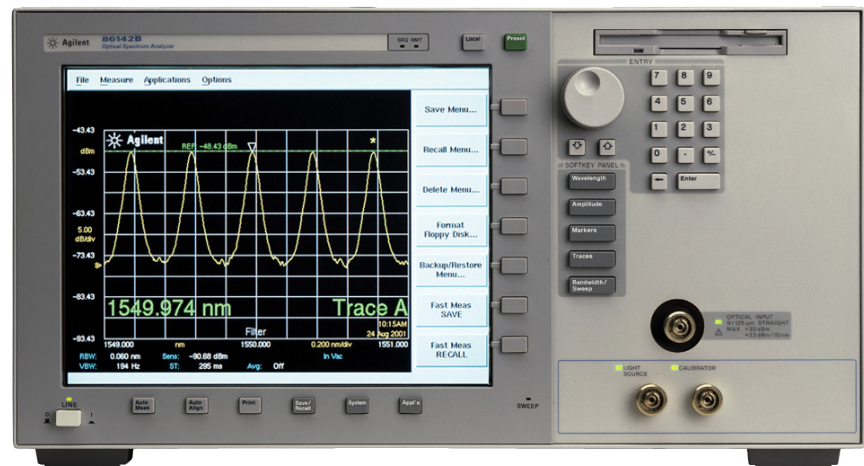 Agilent 86142B
Optical Spectrum Analyzer
SRQ RMT
Local
Preset
File Measure Applications Options
Save Menu...
Recall Menu...
Delete Menu...
Format
Floppy Disk...
Backup/Restore
Menu...
Fast Meas
SAVE
Fast Meas
RECALL
-43.43
dBm
-53.43
-63.43
5.00
dB/div
-73.43
-83.43
-93.43
Agilent
REF: -48.43 dBm
1549.974 nm
Trace A
10:15AM
24 Aug 2001
Filter
1549.000 nm 1550.000 0.200 nm/div 1551.000
RBW: 0.060 nm Sens: -90.68 dBm In Vac
VBW: 194 Hz ST: 295 ms Avg: Off
LINE
0 1
Auto
Meas
Auto
Align
Print
Save/
Recall
System
Appl's
SWEEP
ENTRY
7 8 9
4 5 6
1 2 3
0 . +/-
← Enter
SOFTKEY PANEL
Wavelength
Amplitude
Markers
Traces
Bandwidth/
Sweep
OPTICAL INPUT
9/125 µm STRAIGHT
MAX +30dBm
+23dBm/10nm
LIGHT
SOURCE
CALIBRATOR